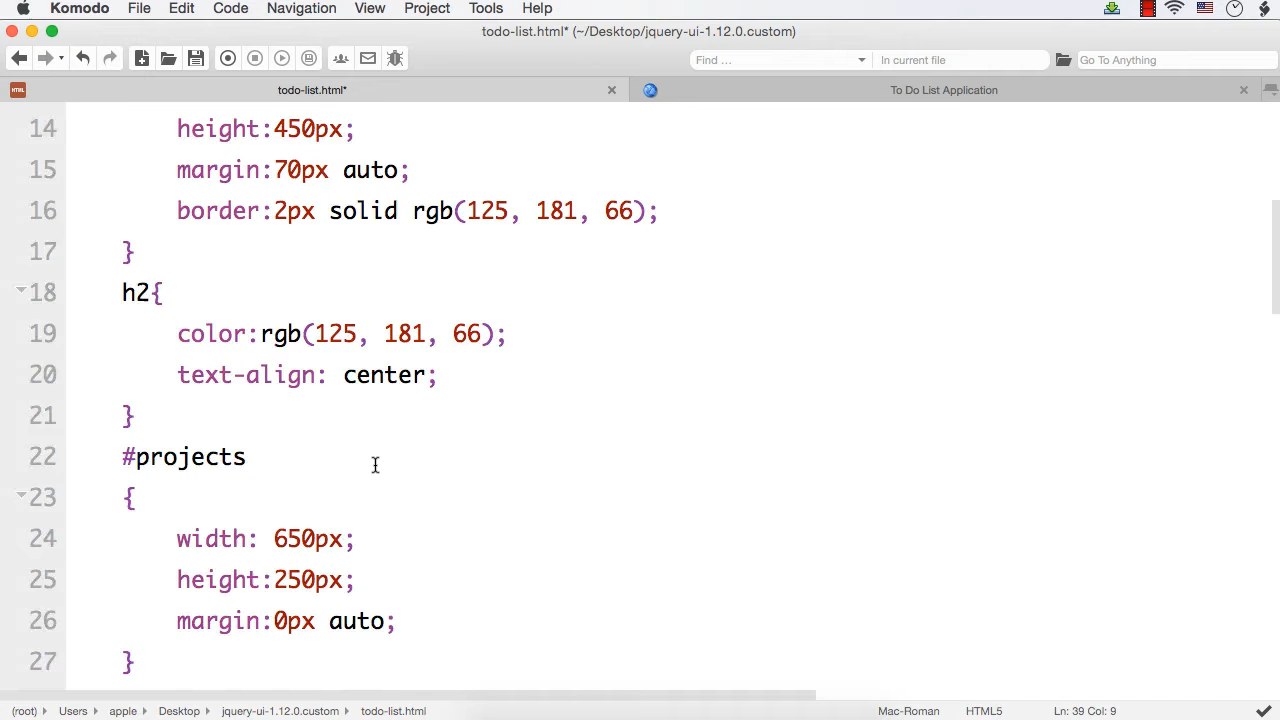 Komodo File Edit Code Navigation View Project Tools Help
todo-list.html* (~/Desktop/jquery-ui-1.12.0.custom)
Find ... In current file Go To Anything
HTML todo-list.html* To Do List Application
14 height:450px;
15 margin:70px auto;
16 border:2px solid rgb(125, 181, 66);
17 }
18 h2{
19 color:rgb(125, 181, 66);
20 text-align: center;
21 }
22 #projects
23 {
24 width: 650px;
25 height:250px;
26 margin:0px auto;
27 }
(root) Users apple Desktop jquery-ui-1.12.0.custom todo-list.html Mac-Roman HTML5 Ln: 39 Col: 9